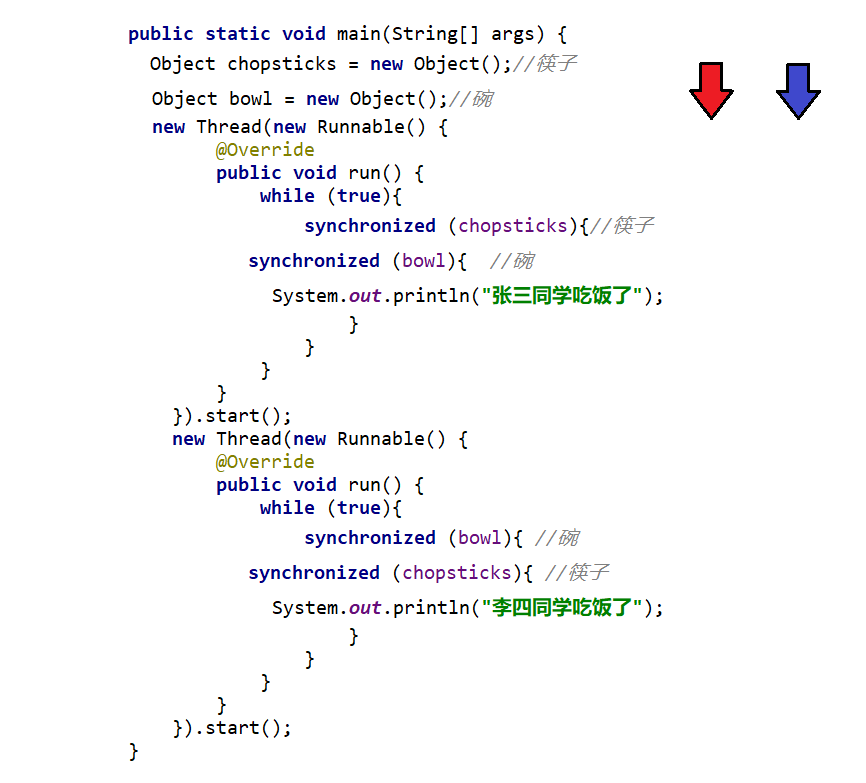 public static void main(String[] args) {
Object chopsticks = new Object();//筷子
Object bowl = new Object();//碗
new Thread(new Runnable() {
@Override
public void run() {
while (true){
synchronized (chopsticks){//筷子
synchronized (bowl){ //碗
System.out.println("张三同学吃饭了");
}
}
}
}
}).start();
new Thread(new Runnable() {
@Override
public void run() {
while (true){
synchronized (bowl){ //碗
synchronized (chopsticks){ //筷子
System.out.println("李四同学吃饭了");
}
}
}
}
}).start();
}